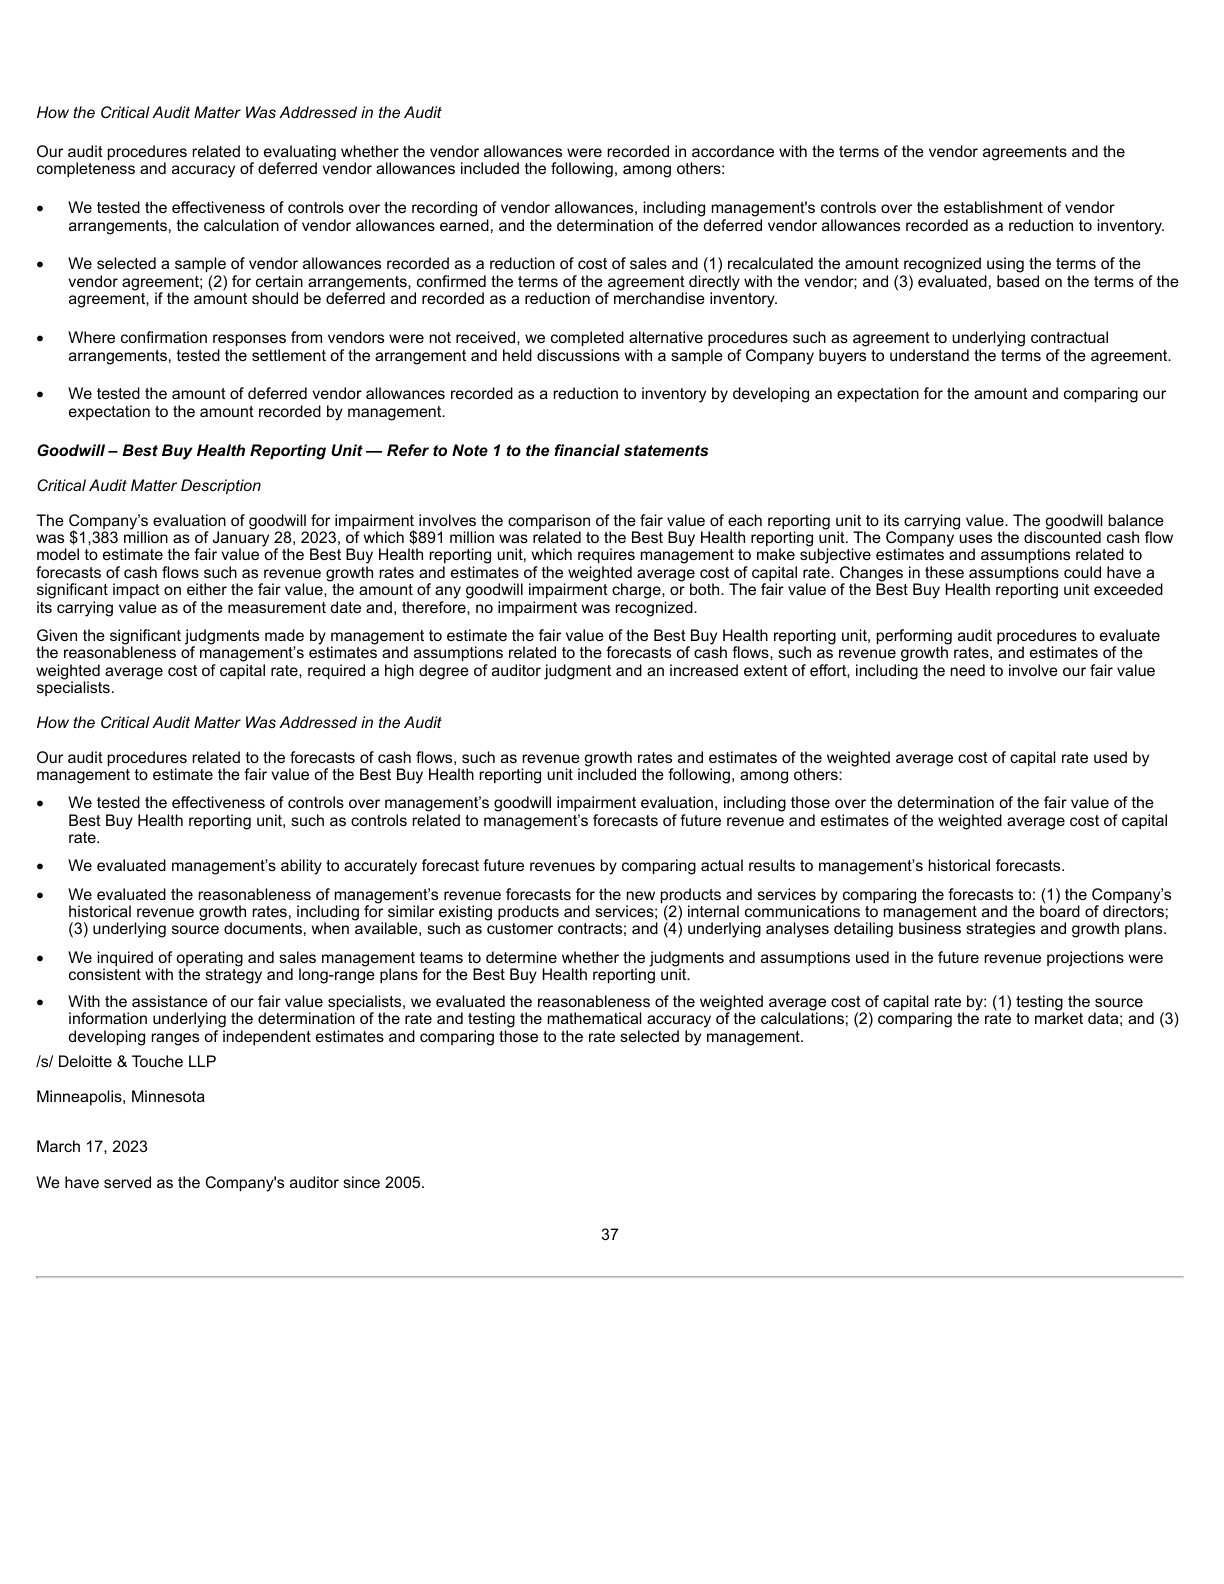 How the Critical Audit Matter Was Addressed in the Audit
Our audit procedures related to evaluating whether the vendor allowances were recorded in accordance with the terms of the vendor agreements and the
completeness and accuracy of deferred vendor allowances included the following, among others:
• We tested the effectiveness of controls over the recording of vendor allowances, including management's controls over the establishment of vendor
arrangements, the calculation of vendor allowances earned, and the determination of the deferred vendor allowances recorded as a reduction to inventory.
• We selected a sample of vendor allowances recorded as a reduction of cost of sales and (1) recalculated the amount recognized using the terms of the
vendor agreement; (2) for certain arrangements, confirmed the terms of the agreement directly with the vendor; and (3) evaluated, based on the terms of the
agreement, if the amount should be deferred and recorded as a reduction of merchandise inventory.
• Where confirmation responses from vendors were not received, we completed alternative procedures such as agreement to underlying contractual
arrangements, tested the settlement of the arrangement and held discussions with a sample of Company buyers to understand the terms of the agreement.
• We tested the amount of deferred vendor allowances recorded as a reduction to inventory by developing an expectation for the amount and comparing our
expectation to the amount recorded by management.
Goodwill – Best Buy Health Reporting Unit — Refer to Note 1 to the financial statements
Critical Audit Matter Description
The Company’s evaluation of goodwill for impairment involves the comparison of the fair value of each reporting unit to its carrying value. The goodwill balance
was $1,383 million as of January 28, 2023, of which $891 million was related to the Best Buy Health reporting unit. The Company uses the discounted cash flow
model to estimate the fair value of the Best Buy Health reporting unit, which requires management to make subjective estimates and assumptions related to
forecasts of cash flows such as revenue growth rates and estimates of the weighted average cost of capital rate. Changes in these assumptions could have a
significant impact on either the fair value, the amount of any goodwill impairment charge, or both. The fair value of the Best Buy Health reporting unit exceeded
its carrying value as of the measurement date and, therefore, no impairment was recognized.
Given the significant judgments made by management to estimate the fair value of the Best Buy Health reporting unit, performing audit procedures to evaluate
the reasonableness of management’s estimates and assumptions related to the forecasts of cash flows, such as revenue growth rates, and estimates of the
weighted average cost of capital rate, required a high degree of auditor judgment and an increased extent of effort, including the need to involve our fair value
specialists.
How the Critical Audit Matter Was Addressed in the Audit
Our audit procedures related to the forecasts of cash flows, such as revenue growth rates and estimates of the weighted average cost of capital rate used by
management to estimate the fair value of the Best Buy Health reporting unit included the following, among others:
• We tested the effectiveness of controls over management’s goodwill impairment evaluation, including those over the determination of the fair value of the
Best Buy Health reporting unit, such as controls related to management’s forecasts of future revenue and estimates of the weighted average cost of capital
rate.
• We evaluated management’s ability to accurately forecast future revenues by comparing actual results to management’s historical forecasts.
• We evaluated the reasonableness of management’s revenue forecasts for the new products and services by comparing the forecasts to: (1) the Company’s
historical revenue growth rates, including for similar existing products and services; (2) internal communications to management and the board of directors;
(3) underlying source documents, when available, such as customer contracts; and (4) underlying analyses detailing business strategies and growth plans.
• We inquired of operating and sales management teams to determine whether the judgments and assumptions used in the future revenue projections were
consistent with the strategy and long-range plans for the Best Buy Health reporting unit.
• With the assistance of our fair value specialists, we evaluated the reasonableness of the weighted average cost of capital rate by: (1) testing the source
information underlying the determination of the rate and testing the mathematical accuracy of the calculations; (2) comparing the rate to market data; and (3)
developing ranges of independent estimates and comparing those to the rate selected by management.
/s/ Deloitte & Touche LLP
Minneapolis, Minnesota
March 17, 2023
We have served as the Company's auditor since 2005.
37